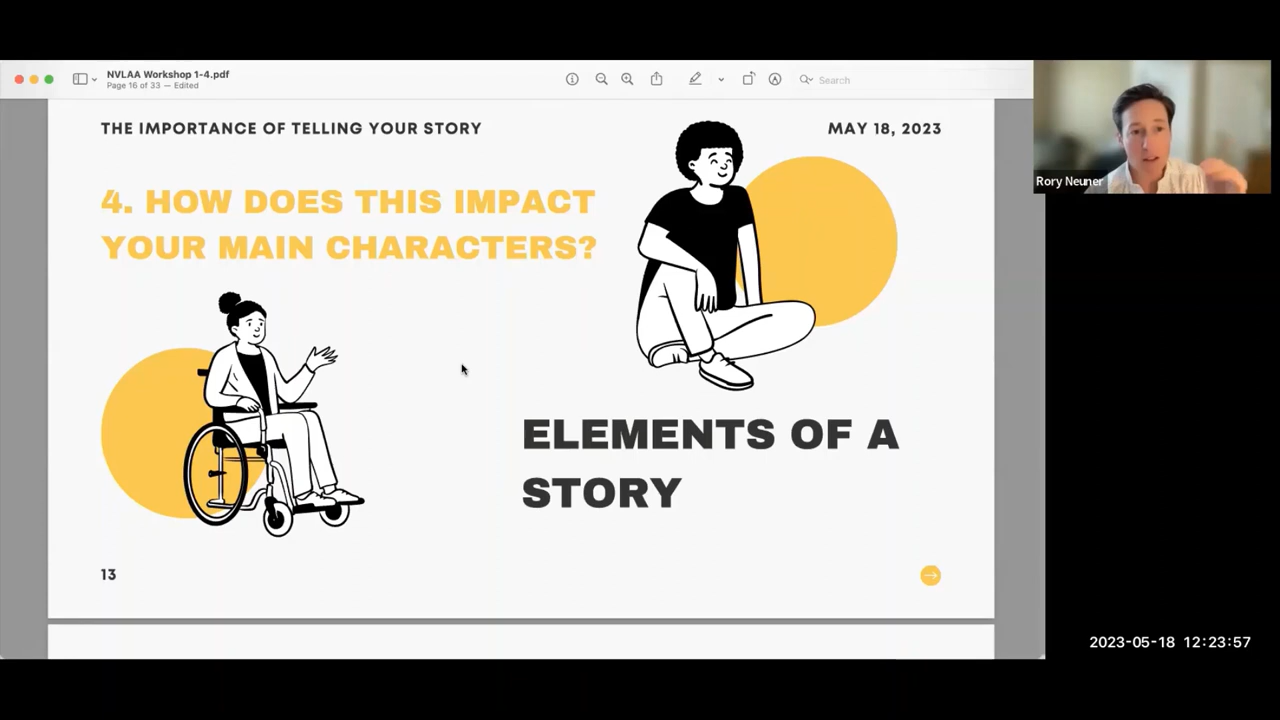 NVLAA Workshop 1-4.pdf
Page 16 of 33 — Edited
Search
THE IMPORTANCE OF TELLING YOUR STORY
MAY 18, 2023
4. HOW DOES THIS IMPACT
YOUR MAIN CHARACTERS?
ELEMENTS OF A
STORY
13
Rory Neuner
2023-05-18 12:23:57